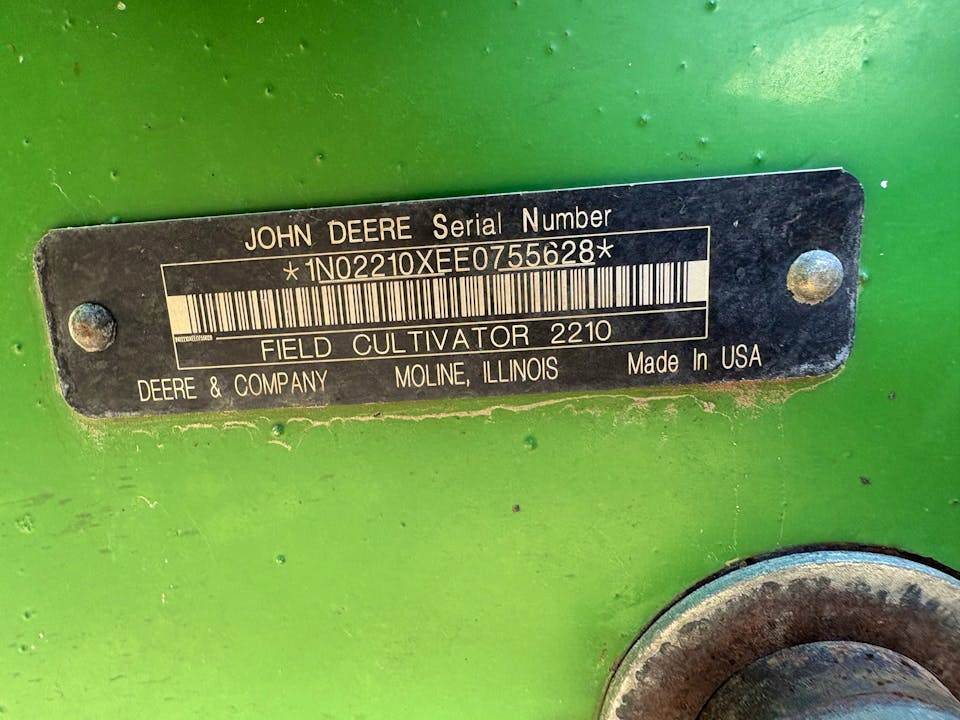 JOHN DEERE Serial Number
*1N02210XEE0755628*
FIELD CULTIVATOR 2210
DEERE & COMPANY MOLINE, ILLINOIS Made In USA